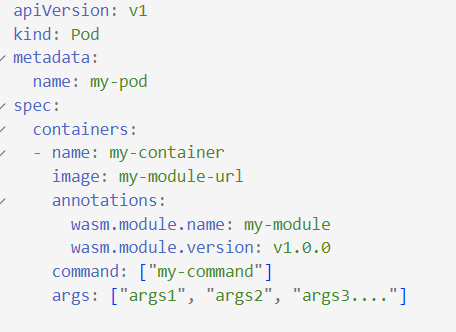 apiVersion: v1
kind: Pod
metadata:
  name: my-pod
spec:
  containers:
  - name: my-container
    image: my-module-url
    annotations:
      wasm.module.name: my-module
      wasm.module.version: v1.0.0
    command: ["my-command"]
    args: ["args1", "args2", "args3...."]